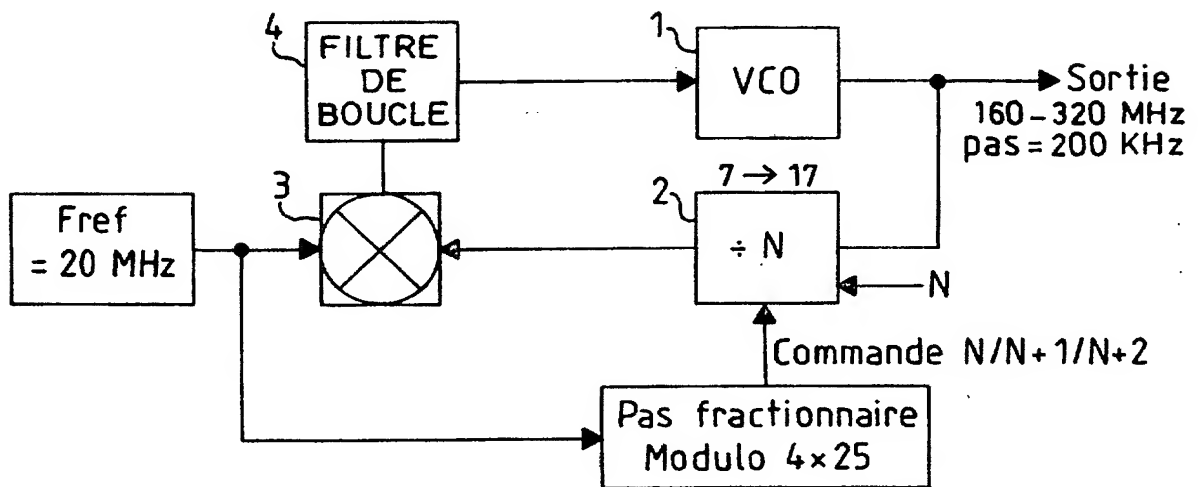 4
FILTRE
DE
BOUCLE
1
VCO
Sortie
160-320 MHz
pas = 200 KHz
Fref
= 20 MHz
3
7 → 17
2
÷ N
N
Commande N/N+1/N+2
Pas fractionnaire
Modulo 4×25